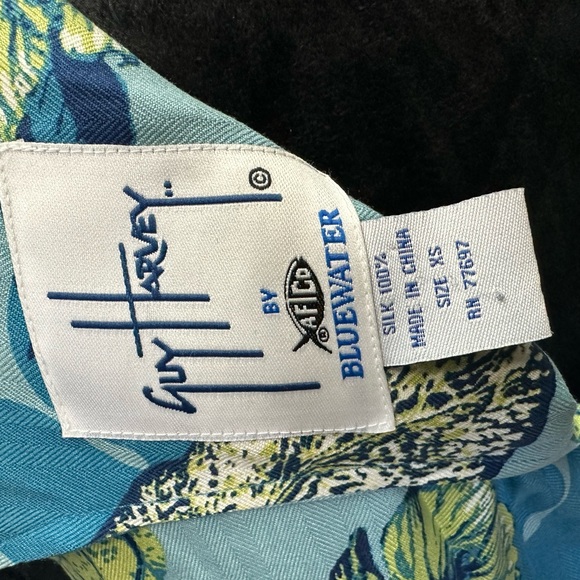 GUY HARVEY ©
BY
AFTCO ®
BLUEWATER
SILK 100%
MADE IN CHINA
SIZE XS
RN 77697